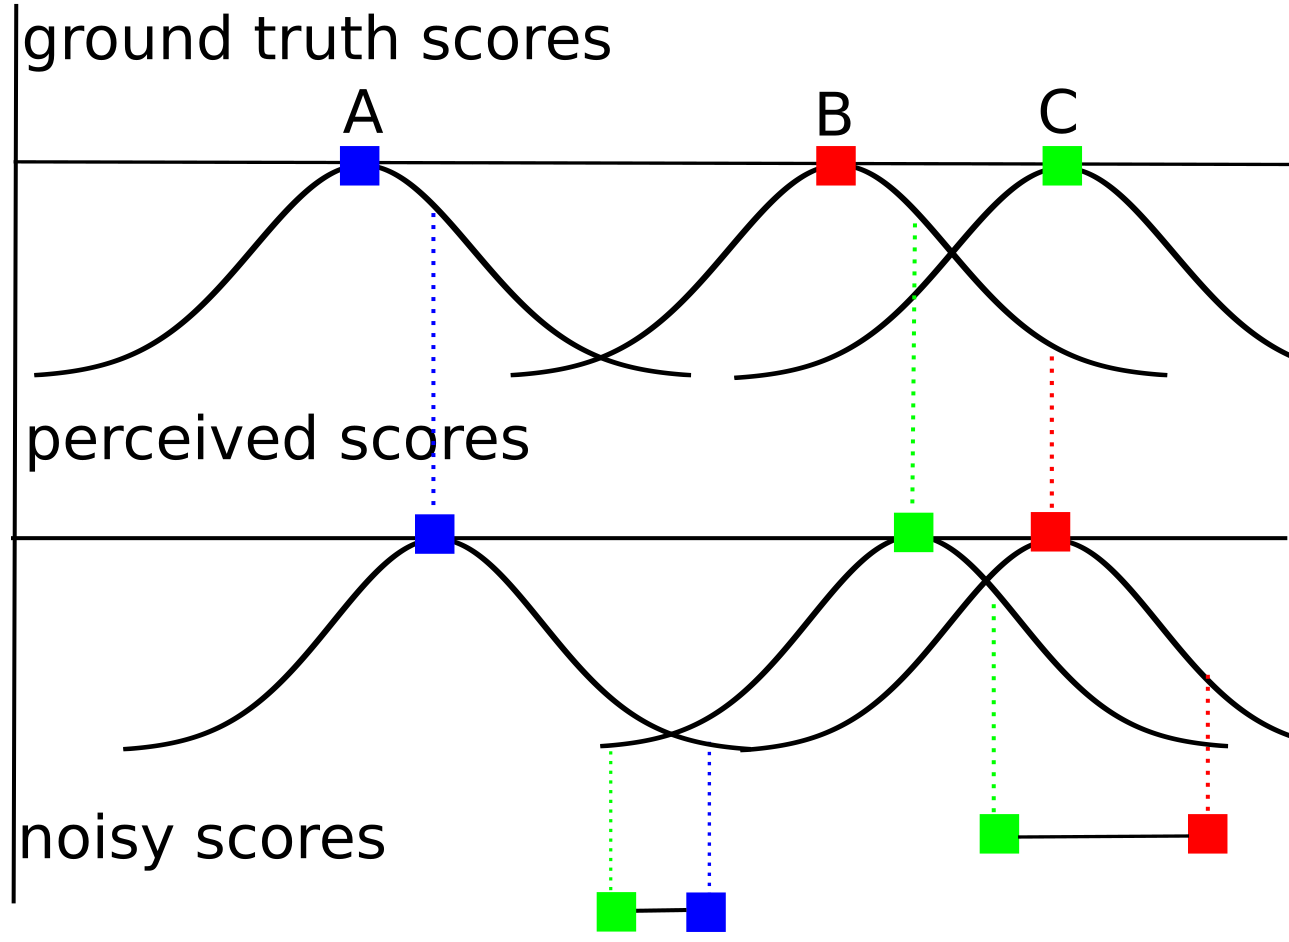 ground truth scores
A B C
perceived scores
noisy scores